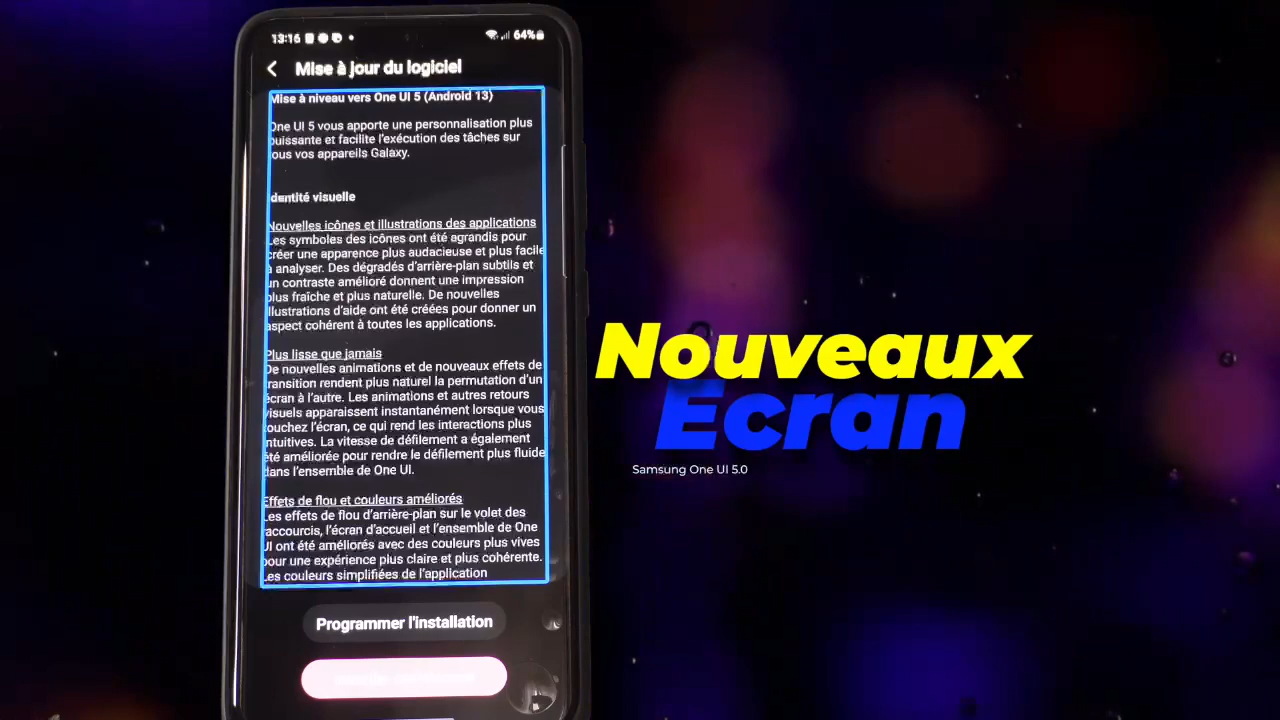 13:16
64%
Mise à jour du logiciel
Mise à niveau vers One UI 5 (Android 13)
One UI 5 vous apporte une personnalisation plus
puissante et facilite l'exécution des tâches sur
tous vos appareils Galaxy.
Identité visuelle
Nouvelles icônes et illustrations des applications
Les symboles des icônes ont été agrandis pour
créer une apparence plus audacieuse et plus facile
à analyser. Des dégradés d'arrière-plan subtils et
un contraste amélioré donnent une impression
plus fraîche et plus naturelle. De nouvelles
illustrations d'aide ont été créées pour donner un
aspect cohérent à toutes les applications.
Plus lisse que jamais
De nouvelles animations et de nouveaux effets de
transition rendent plus naturel la permutation d'un
écran à l'autre. Les animations et autres retours
visuels apparaissent instantanément lorsque vous
touchez l'écran, ce qui rend les interactions plus
intuitives. La vitesse de défilement a également
été améliorée pour rendre le défilement plus fluide
dans l'ensemble de One UI.
Effets de flou et couleurs améliorés
Les effets de flou d'arrière-plan sur le volet des
raccourcis, l'écran d'accueil et l'ensemble de One
UI ont été améliorés avec des couleurs plus vives
pour une expérience plus claire et plus cohérente.
Les couleurs simplifiées de l'application
Programmer l'installation
Nouveaux
Ecran
Samsung One UI 5.0